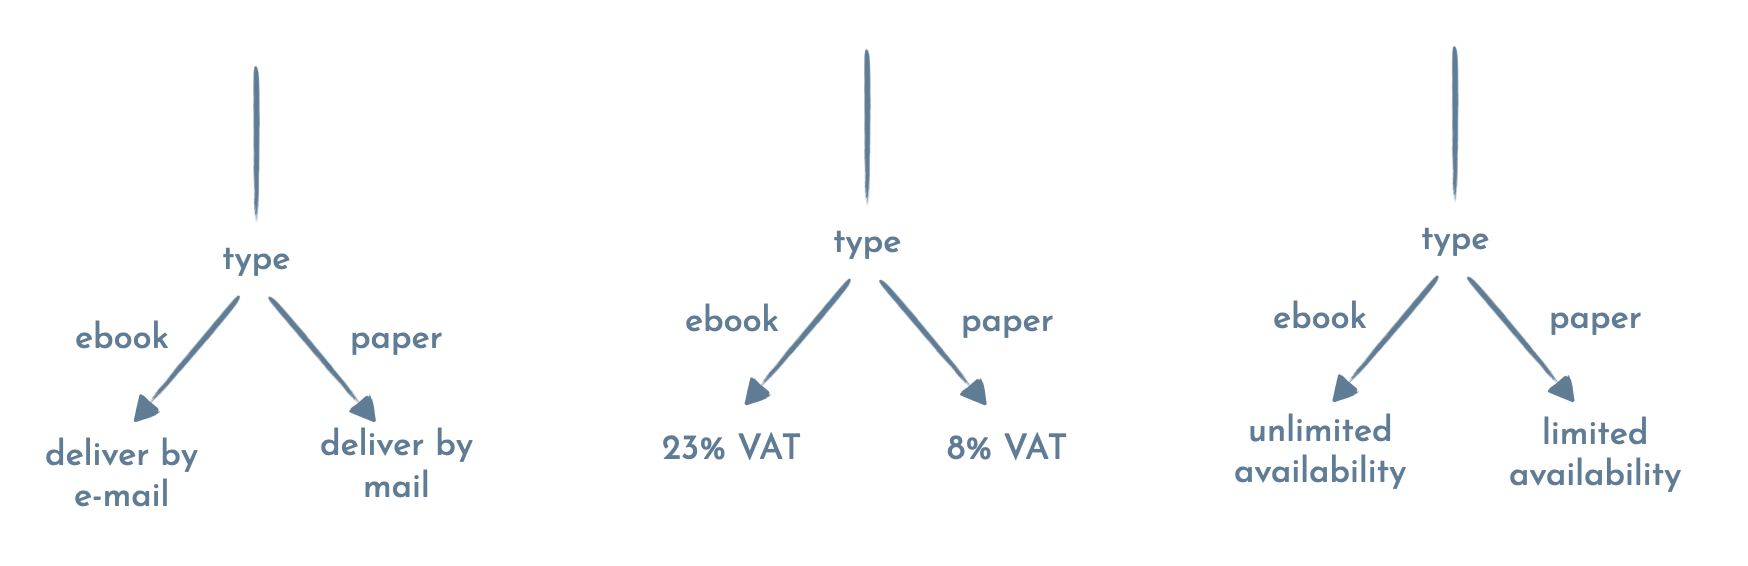 type
ebook
paper
deliver by
e-mail
deliver by
mail
type
ebook
paper
23% VAT
8% VAT
type
ebook
paper
unlimited
availability
limited
availability